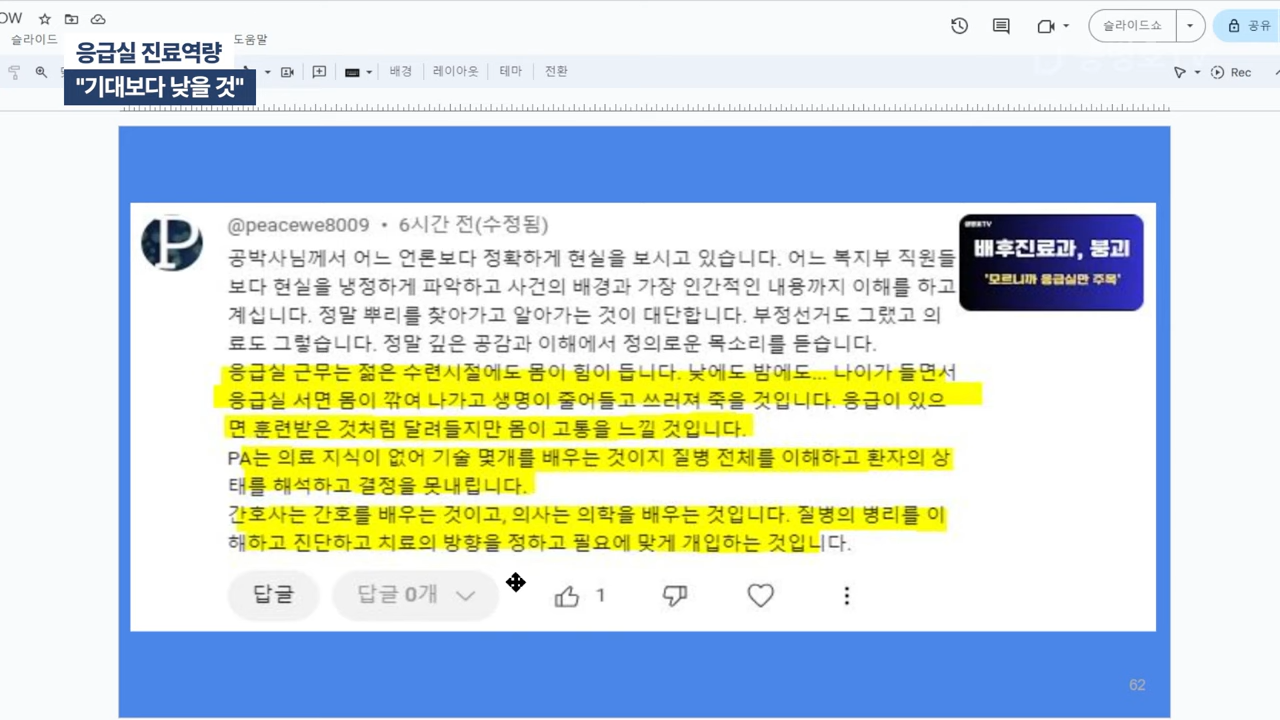 OW
슬라이드
도움말
슬라이드쇼
공유
응급실 진료역량
"기대보다 낮을 것"
배경
레이아웃
테마
전환
Rec
@peacewe8009 • 6시간 전(수정됨)
공박사님께서 어느 언론보다 정확하게 현실을 보시고 있습니다. 어느 복지부 직원들
보다 현실을 냉정하게 파악하고 사건의 배경과 가장 인간적인 내용까지 이해를 하고
계십니다. 정말 뿌리를 찾아가고 알아가는 것이 대단합니다. 부정선거도 그랬고 의
료도 그렇습니다. 정말 깊은 공감과 이해에서 정의로운 목소리를 듣습니다.
응급실 근무는 젊은 수련시절에도 몸이 힘이 듭니다. 낮에도 밤에도... 나이가 들면서
응급실 서면 몸이 깎여 나가고 생명이 줄어들고 쓰러져 죽을 것입니다. 응급이 있으
면 훈련받은 것처럼 달려들지만 몸이 고통을 느낄 것입니다.
PA는 의료 지식이 없어 기술 몇개를 배우는 것이지 질병 전체를 이해하고 환자의 상
태를 해석하고 결정을 못내립니다.
간호사는 간호를 배우는 것이고, 의사는 의학을 배우는 것입니다. 질병의 병리를 이
해하고 진단하고 치료의 방향을 정하고 필요에 맞게 개입하는 것입니다.
배후진료과, 붕괴
'모르니까 응급실만 주목'
답글
답글 0개
1
62